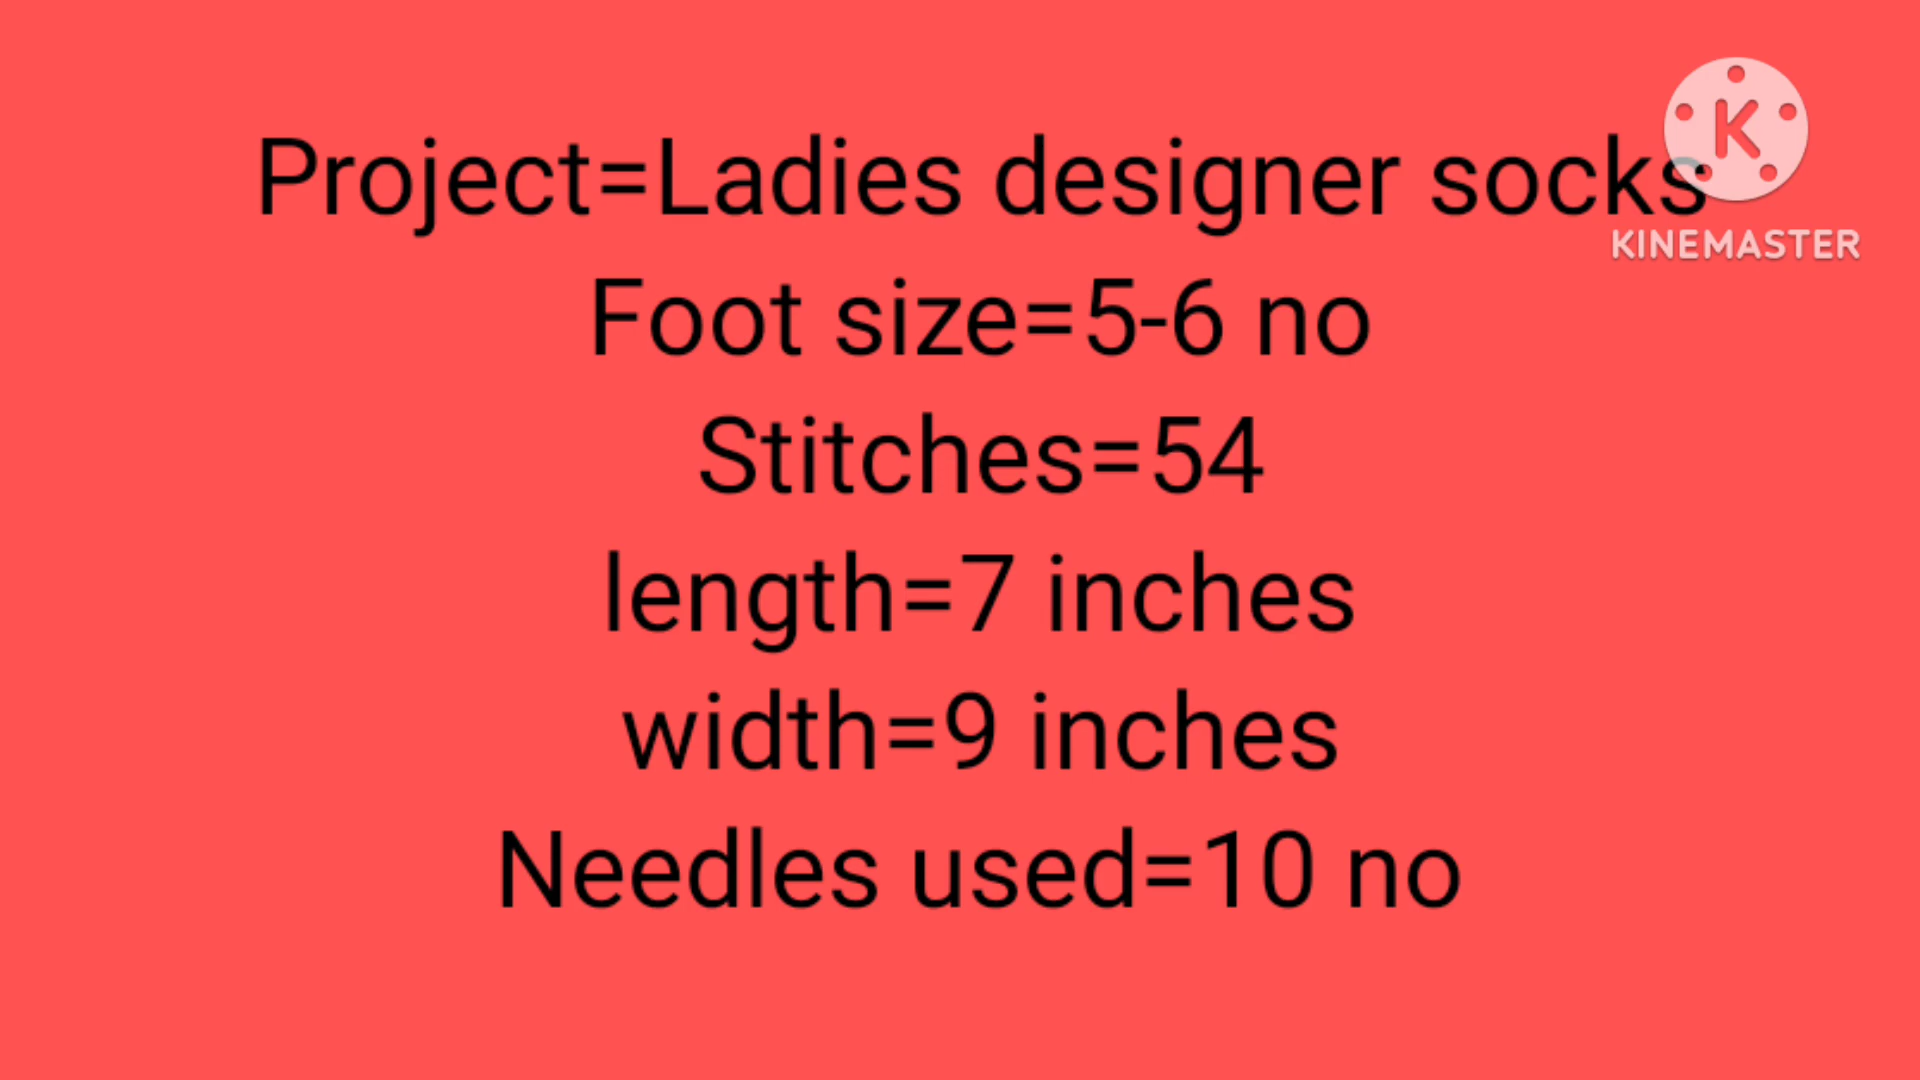 Project=Ladies designer socks
KINEMASTER
Foot size=5-6 no
Stitches=54
length=7 inches
width=9 inches
Needles used=10 no